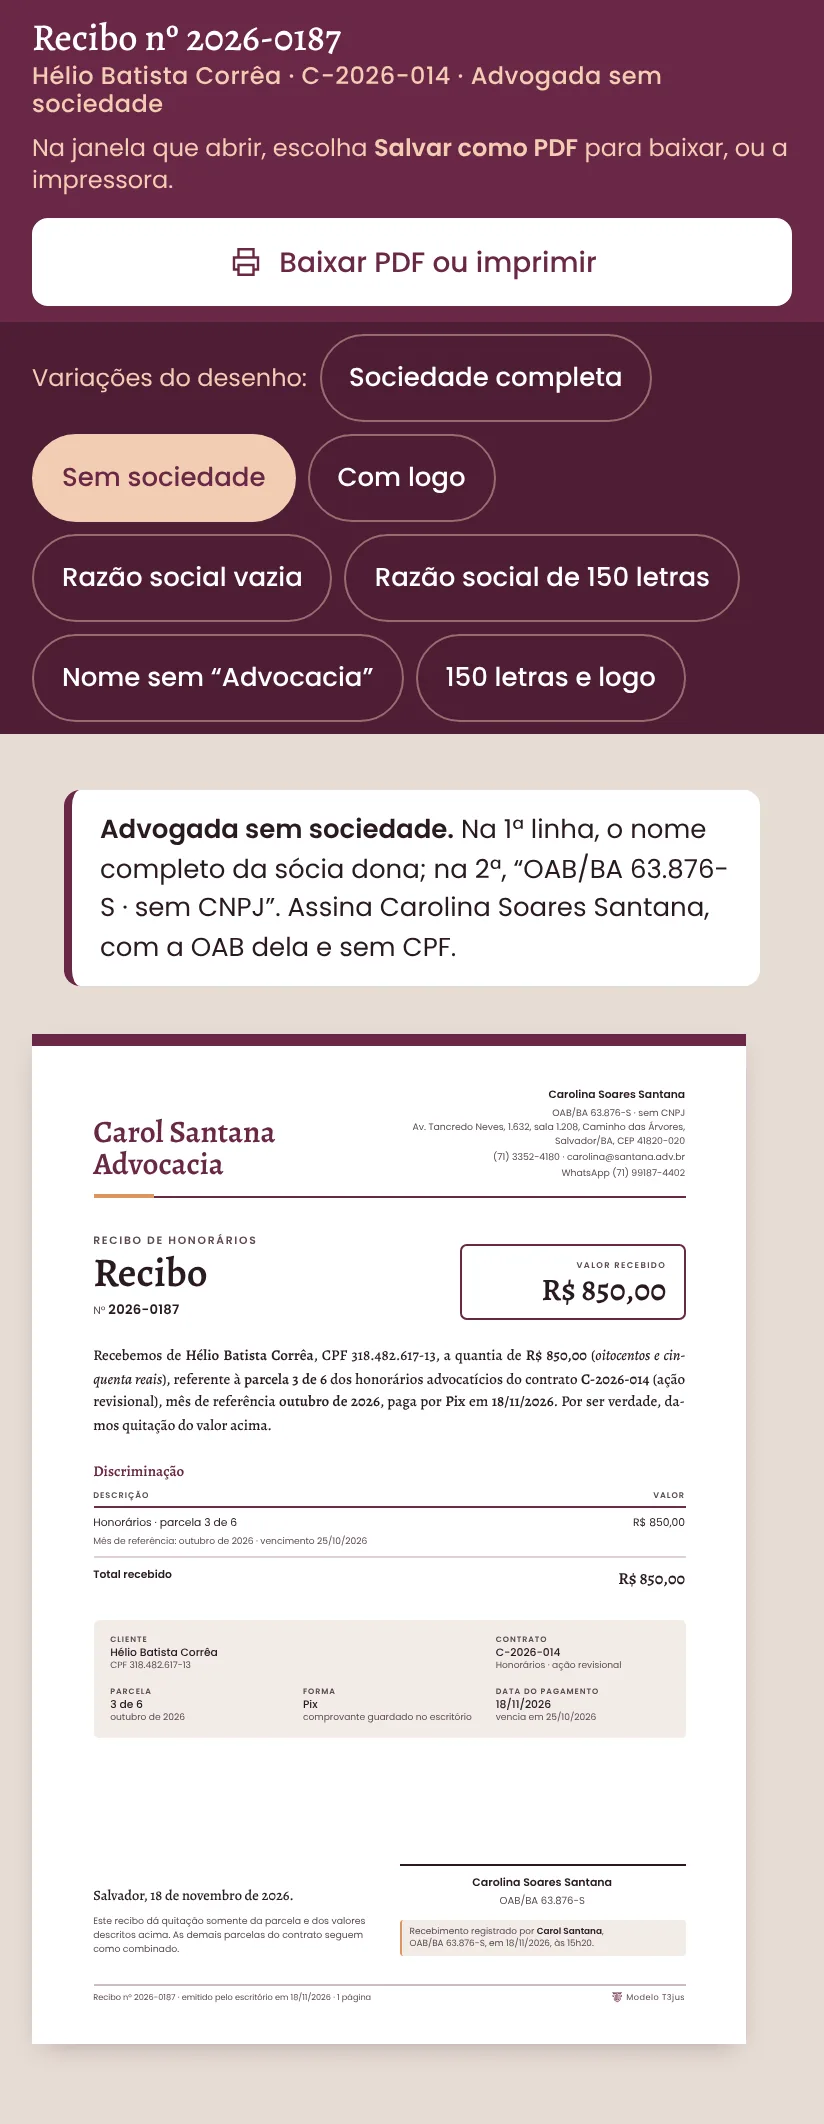 Recibo nº 2026-0187
Hélio Batista Corrêa · C-2026-014 · Advogada sem
sociedade
Na janela que abrir, escolha Salvar como PDF para baixar, ou a
impressora.
Baixar PDF ou imprimir
Variações do desenho:
Sociedade completa
Sem sociedade
Com logo
Razão social vazia
Razão social de 150 letras
Nome sem “Advocacia”
150 letras e logo
Advogada sem sociedade. Na 1ª linha, o nome
completo da sócia dona; na 2ª, “OAB/BA 63.876-
S · sem CNPJ”. Assina Carolina Soares Santana,
com a OAB dela e sem CPF.
Carol Santana
Advocacia
Carolina Soares Santana
OAB/BA 63.876-S · sem CNPJ
Av. Tancredo Neves, 1.632, sala 1.208, Caminho das Árvores,
Salvador/BA, CEP 41820-020
(71) 3352-4180 · carolina@santana.adv.br
WhatsApp (71) 99187-4402
RECIBO DE HONORÁRIOS
Recibo
Nº 2026-0187
VALOR RECEBIDO
R$ 850,00
Recebemos de Hélio Batista Corrêa, CPF 318.482.617-13, a quantia de R$ 850,00 (oitocentos e cin-
quenta reais), referente à parcela 3 de 6 dos honorários advocatícios do contrato C-2026-014 (ação
revisional), mês de referência outubro de 2026, paga por Pix em 18/11/2026. Por ser verdade, da-
mos quitação do valor acima.
Discriminação
DESCRIÇÃO
VALOR
Honorários · parcela 3 de 6
R$ 850,00
Mês de referência: outubro de 2026 · vencimento 25/10/2026
Total recebido
R$ 850,00
CLIENTE
Hélio Batista Corrêa
CPF 318.482.617-13
CONTRATO
C-2026-014
Honorários · ação revisional
PARCELA
3 de 6
outubro de 2026
FORMA
Pix
comprovante guardado no escritório
DATA DO PAGAMENTO
18/11/2026
vencia em 25/10/2026
Salvador, 18 de novembro de 2026.
Este recibo dá quitação somente da parcela e dos valores
descritos acima. As demais parcelas do contrato seguem
como combinado.
Carolina Soares Santana
OAB/BA 63.876-S
Recebimento registrado por Carol Santana,
OAB/BA 63.876-S, em 18/11/2026, às 15h20.
Recibo nº 2026-0187 · emitido pelo escritório em 18/11/2026 · 1 página
Modelo T3jus